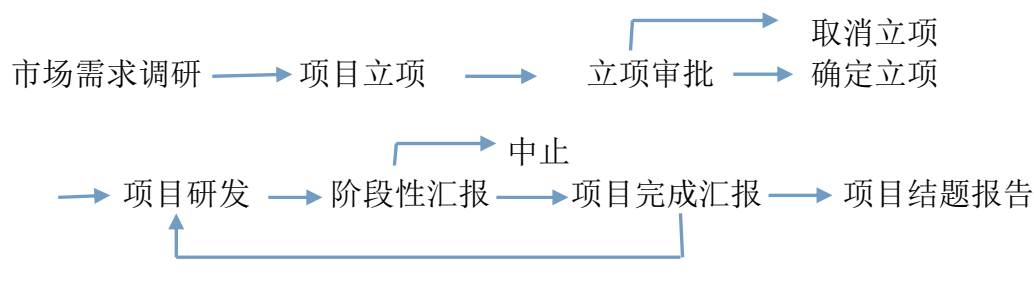 取消立项
市场需求调研 项目立项 立项审批 确定立项
中止
项目研发 阶段性汇报 项目完成汇报 项目结题报告